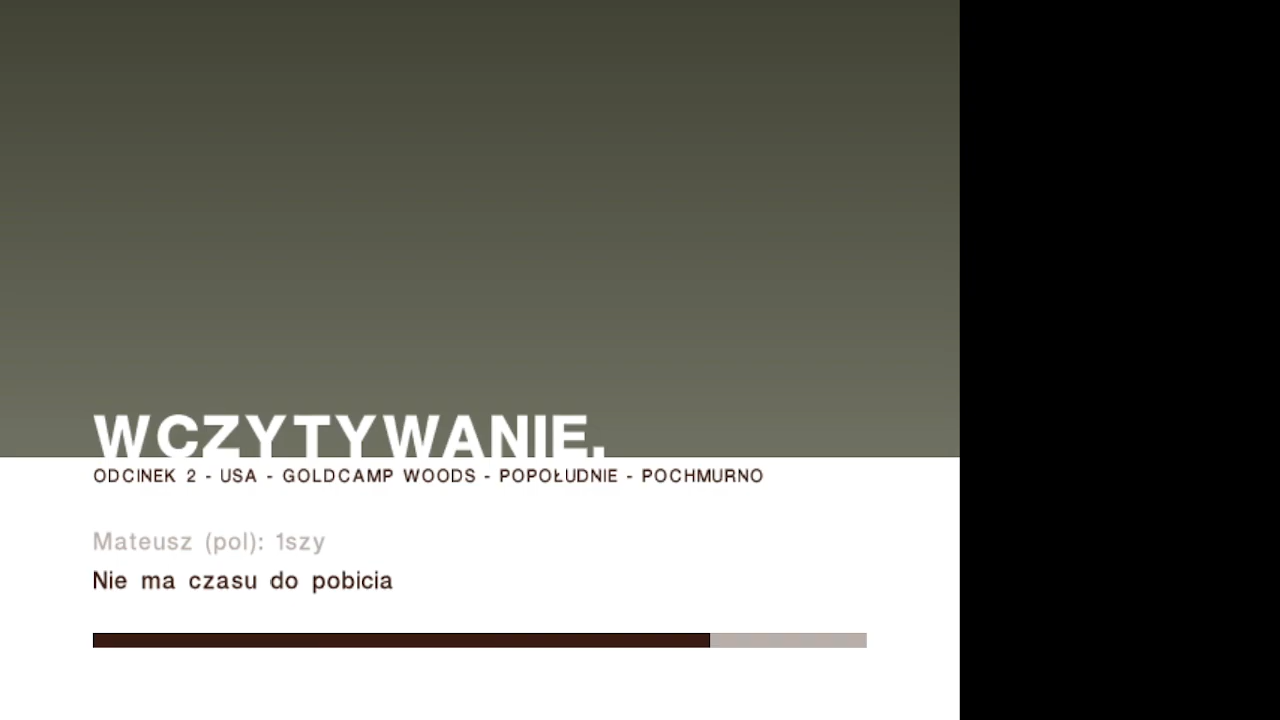 WCZYTYWANIE.
ODCINEK 2 - USA - GOLDCAMP WOODS - POPOŁUDNIE - POCHMURNO
Mateusz (pol): 1szy
Nie ma czasu do pobicia